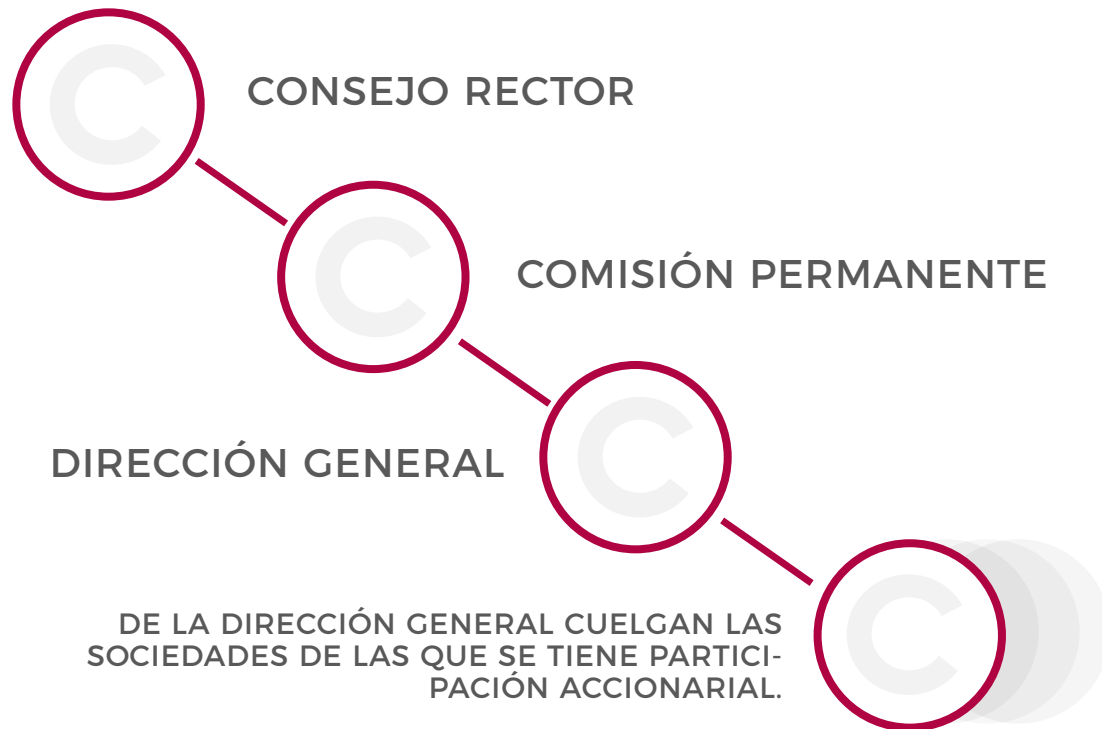 CONSEJO RECTOR
COMISIÓN PERMANENTE
DIRECCIÓN GENERAL
DE LA DIRECCIÓN GENERAL CUELGAN LAS
SOCIEDADES DE LAS QUE SE TIENE PARTICI-
PACIÓN ACCIONARIAL.